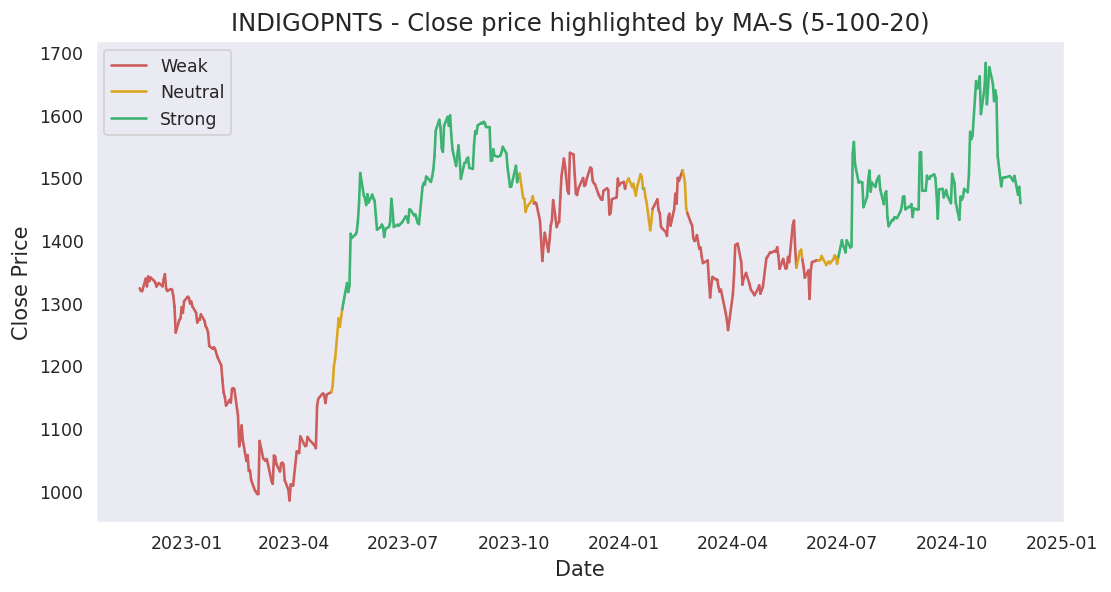 INDIGOPNTS - Close price highlighted by MA-S (5-100-20)
Weak
Neutral
Strong
Close Price
1700
1600
1500
1400
1300
1200
1100
1000
2023-01 2023-04 2023-07 2023-10 2024-01 2024-04 2024-07 2024-10 2025-01
Date